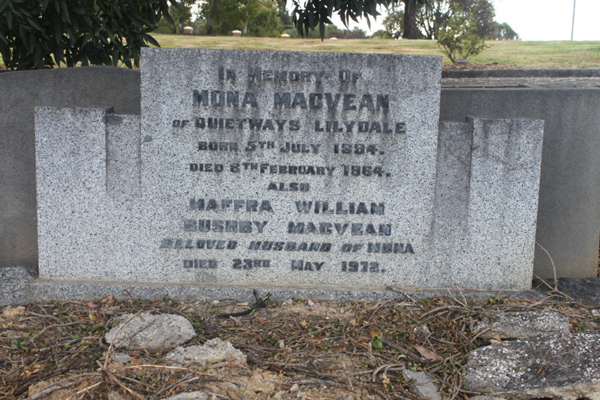 In Memory Of
MONA MACVEAN
OF QUIETWAYS LILYDALE
BORN 5TH JULY 1894.
DIED 8TH FEBRUARY 1964.
ALSO
MAFFRA WILLIAM
BUSHBY MACVEAN
BELOVED HUSBAND OF MONA
DIED 23RD MAY 1972.